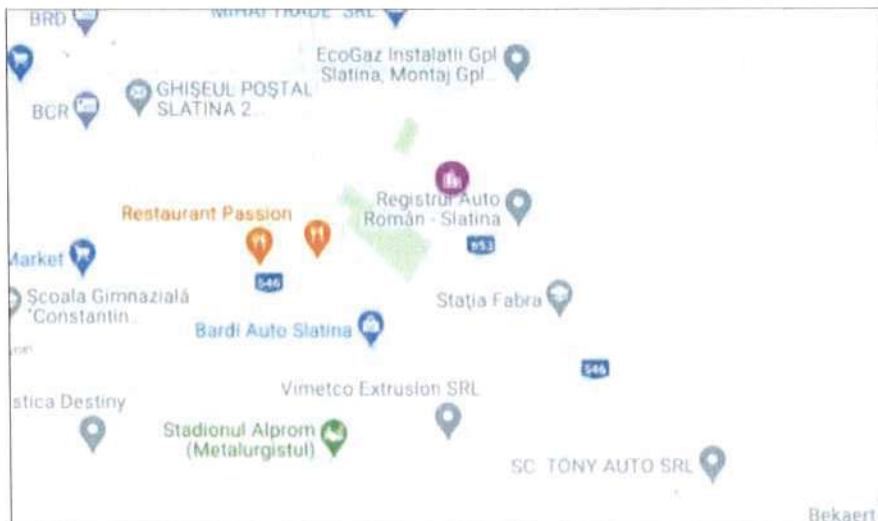 BRD
MIHAI TRADE SRL
EcoGaz Instalatii Gpl
Slatina, Montaj Gpl...
GHIȘEUL POȘTAL
SLATINA 2...
BCR
Registrul Auto
Român - Slatina
Restaurant Passion
653
Market
546
Școala Gimnazială
"Constantin...
Stația Fabra
Bardi Auto Slatina
546
Vimetco Extrusion SRL
stica Destiny
Stadionul Alprom
(Metalurgistul)
SC TONY AUTO SRL
Bekaert